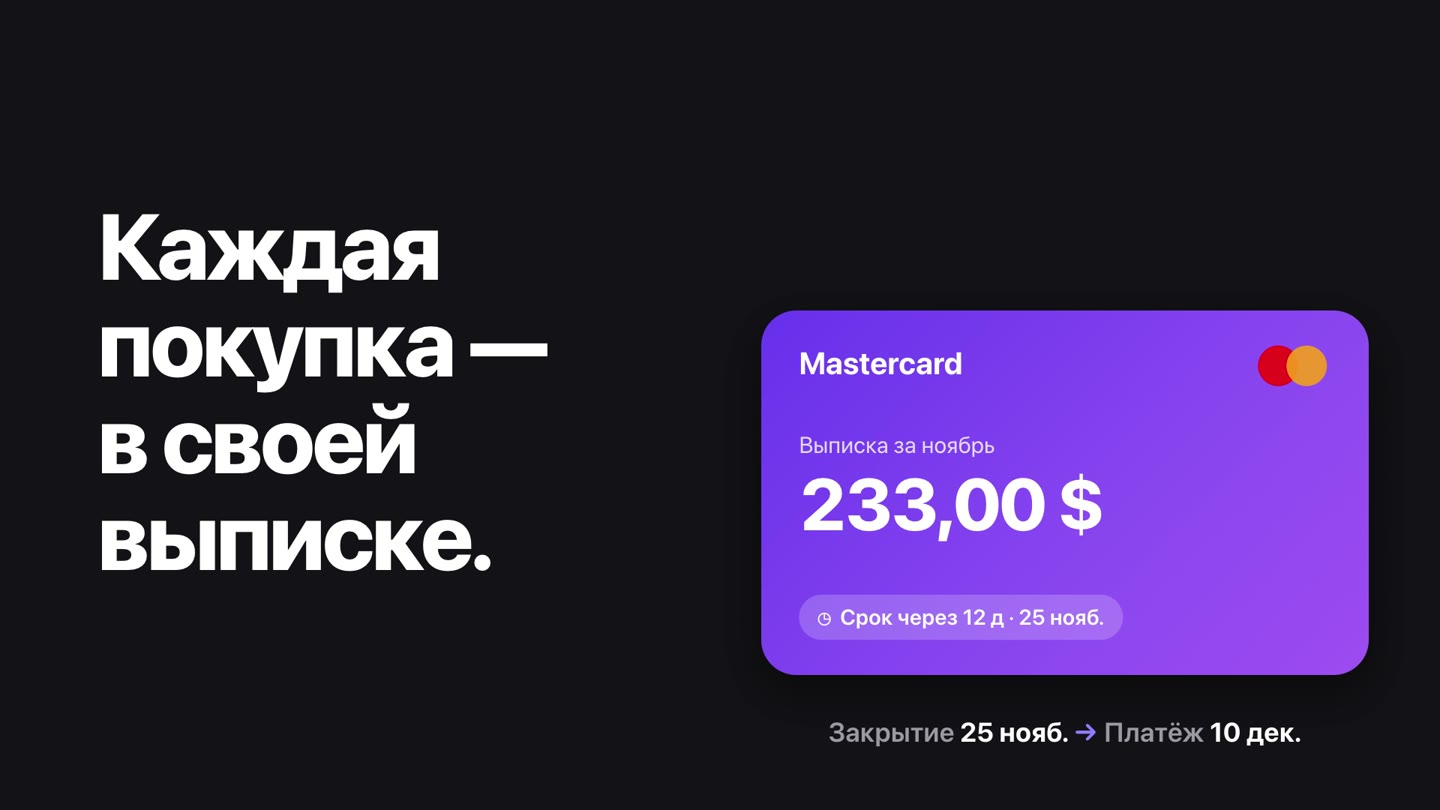 Каждая
покупка —
в своей
выписке.
Mastercard
Выписка за ноябрь
233,00 $
Срок через 12 д · 25 нояб.
Закрытие 25 нояб. → Платёж 10 дек.